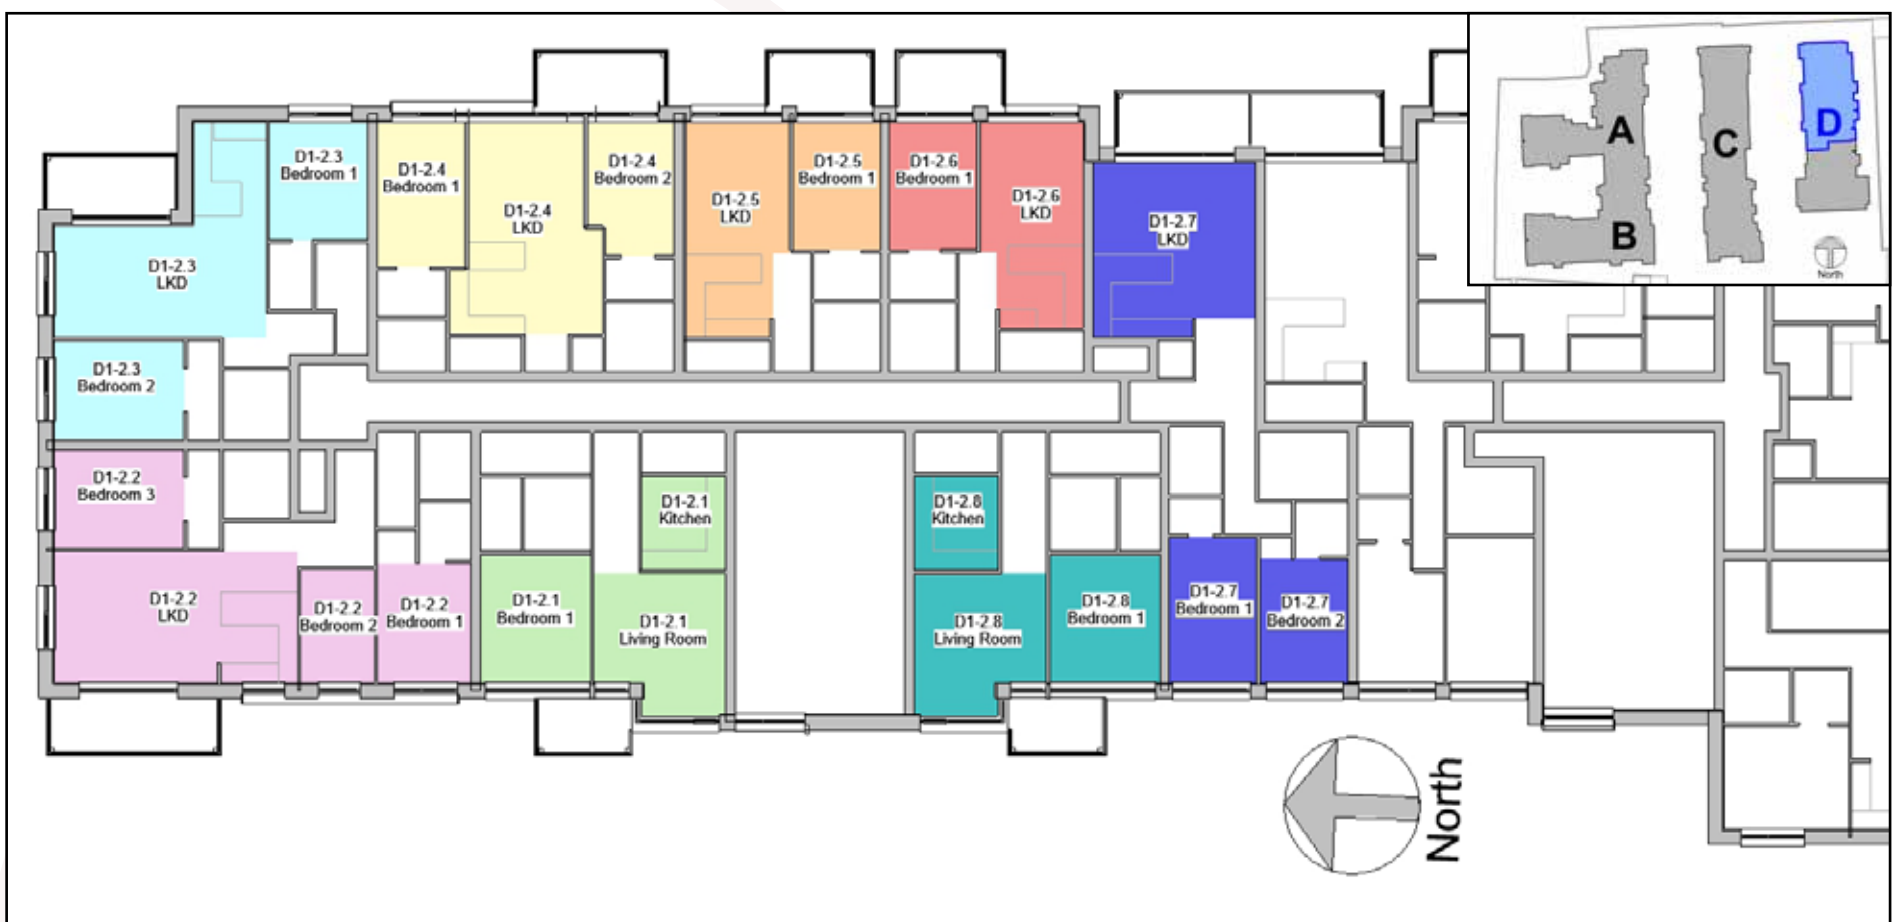 A
B
C
D
North
D1-2.3
Bedroom 1
D1-2.4
Bedroom 1
D1-2.4
Bedroom 2
D1-2.5
Bedroom 1
D1-2.6
Bedroom 1
D1-2.4
LKD
D1-2.5
LKD
D1-2.6
LKD
D1-2.7
LKD
D1-2.3
LKD
D1-2.3
Bedroom 2
D1-2.2
Bedroom 3
D1-2.1
Kitchen
D1-2.8
Kitchen
D1-2.2
LKD
D1-2.2
Bedroom 2
D1-2.2
Bedroom 1
D1-2.1
Bedroom 1
D1-2.1
Living Room
D1-2.8
Living Room
D1-2.8
Bedroom 1
D1-2.7
Bedroom 1
D1-2.7
Bedroom 2
North